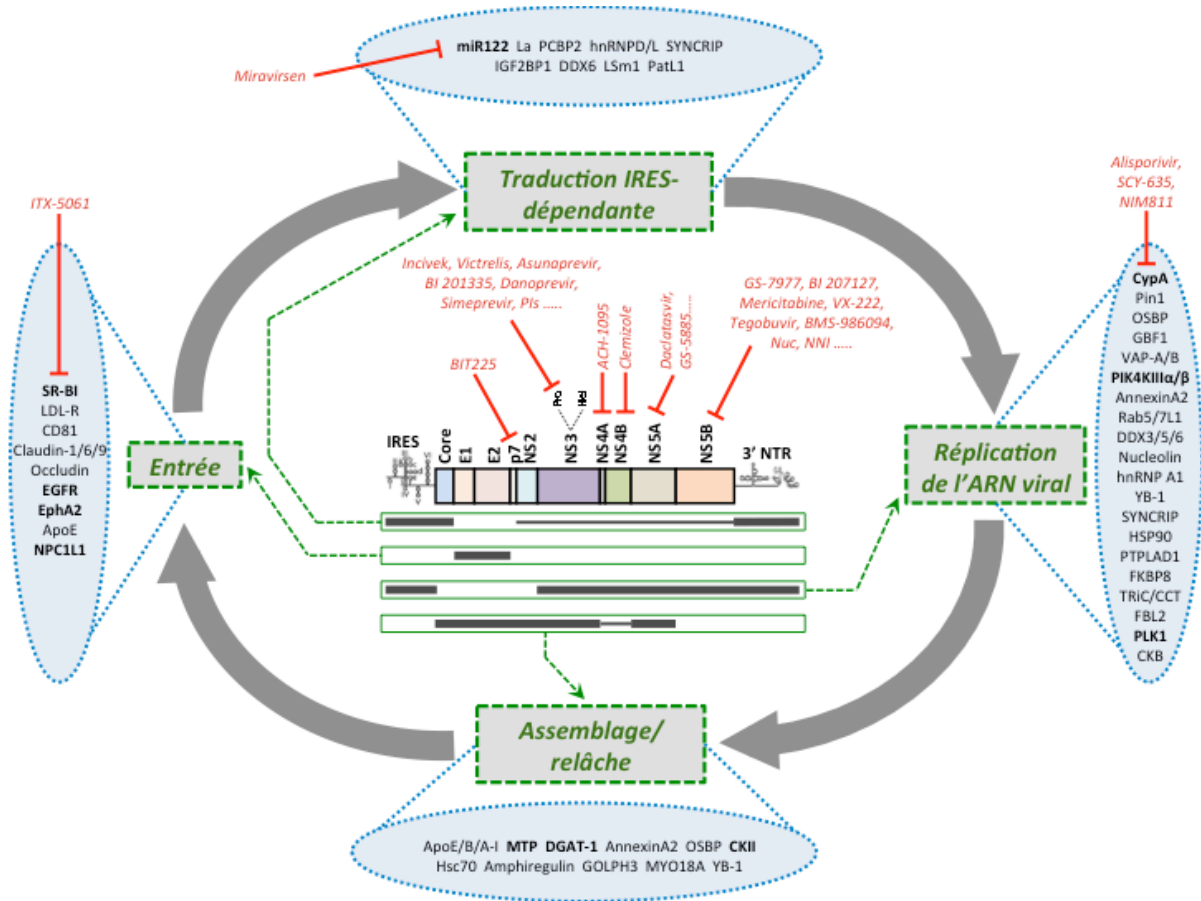 miR122 La PCBP2 hnRNPD/L SYNCRIP
IGF2BP1 DDX6 LSm1 PatL1
Miravirsen
Traduction IRES-
dépendante
Alisporivir,
SCY-635,
NIM811
ITX-5061
SR-BI
LDL-R
CD81
Claudin-1/6/9
Occludin
EGFR
EphA2
ApoE
NPC1L1
Entrée
Incivek, Victrelis, Asunaprevir,
BI 201335, Danoprevir,
Simeprevir, PIs .....
BIT225
ACH-1095
Clemizole
Daclatasvir,
GS-5885.....
GS-7977, BI 207127,
Mericitabine, VX-222,
Tegobuvir, BMS-986094,
Nuc, NNI .....
Pro
Hel
IRES
Core
E1
E2
p7
NS2
NS3
NS4A
NS4B
NS5A
NS5B
3' NTR
CypA
Pin1
OSBP
GBF1
VAP-A/B
PIK4KIIIα/β
AnnexinA2
Rab5/7L1
DDX3/5/6
Nucleolin
hnRNP A1
YB-1
SYNCRIP
HSP90
PTPLAD1
FKBP8
TRiC/CCT
FBL2
PLK1
CKB
Réplication
de l'ARN viral
Assemblage/
relâche
ApoE/B/A-I MTP DGAT-1 AnnexinA2 OSBP CKII
Hsc70 Amphiregulin GOLPH3 MYO18A YB-1